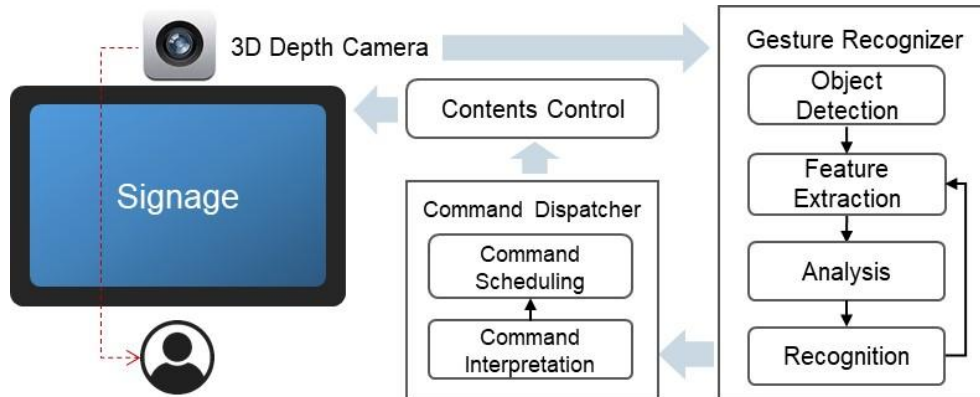 3D Depth Camera
Signage
Contents Control
Command Dispatcher
Command
Scheduling
Command
Interpretation
Gesture Recognizer
Object
Detection
Feature
Extraction
Analysis
Recognition